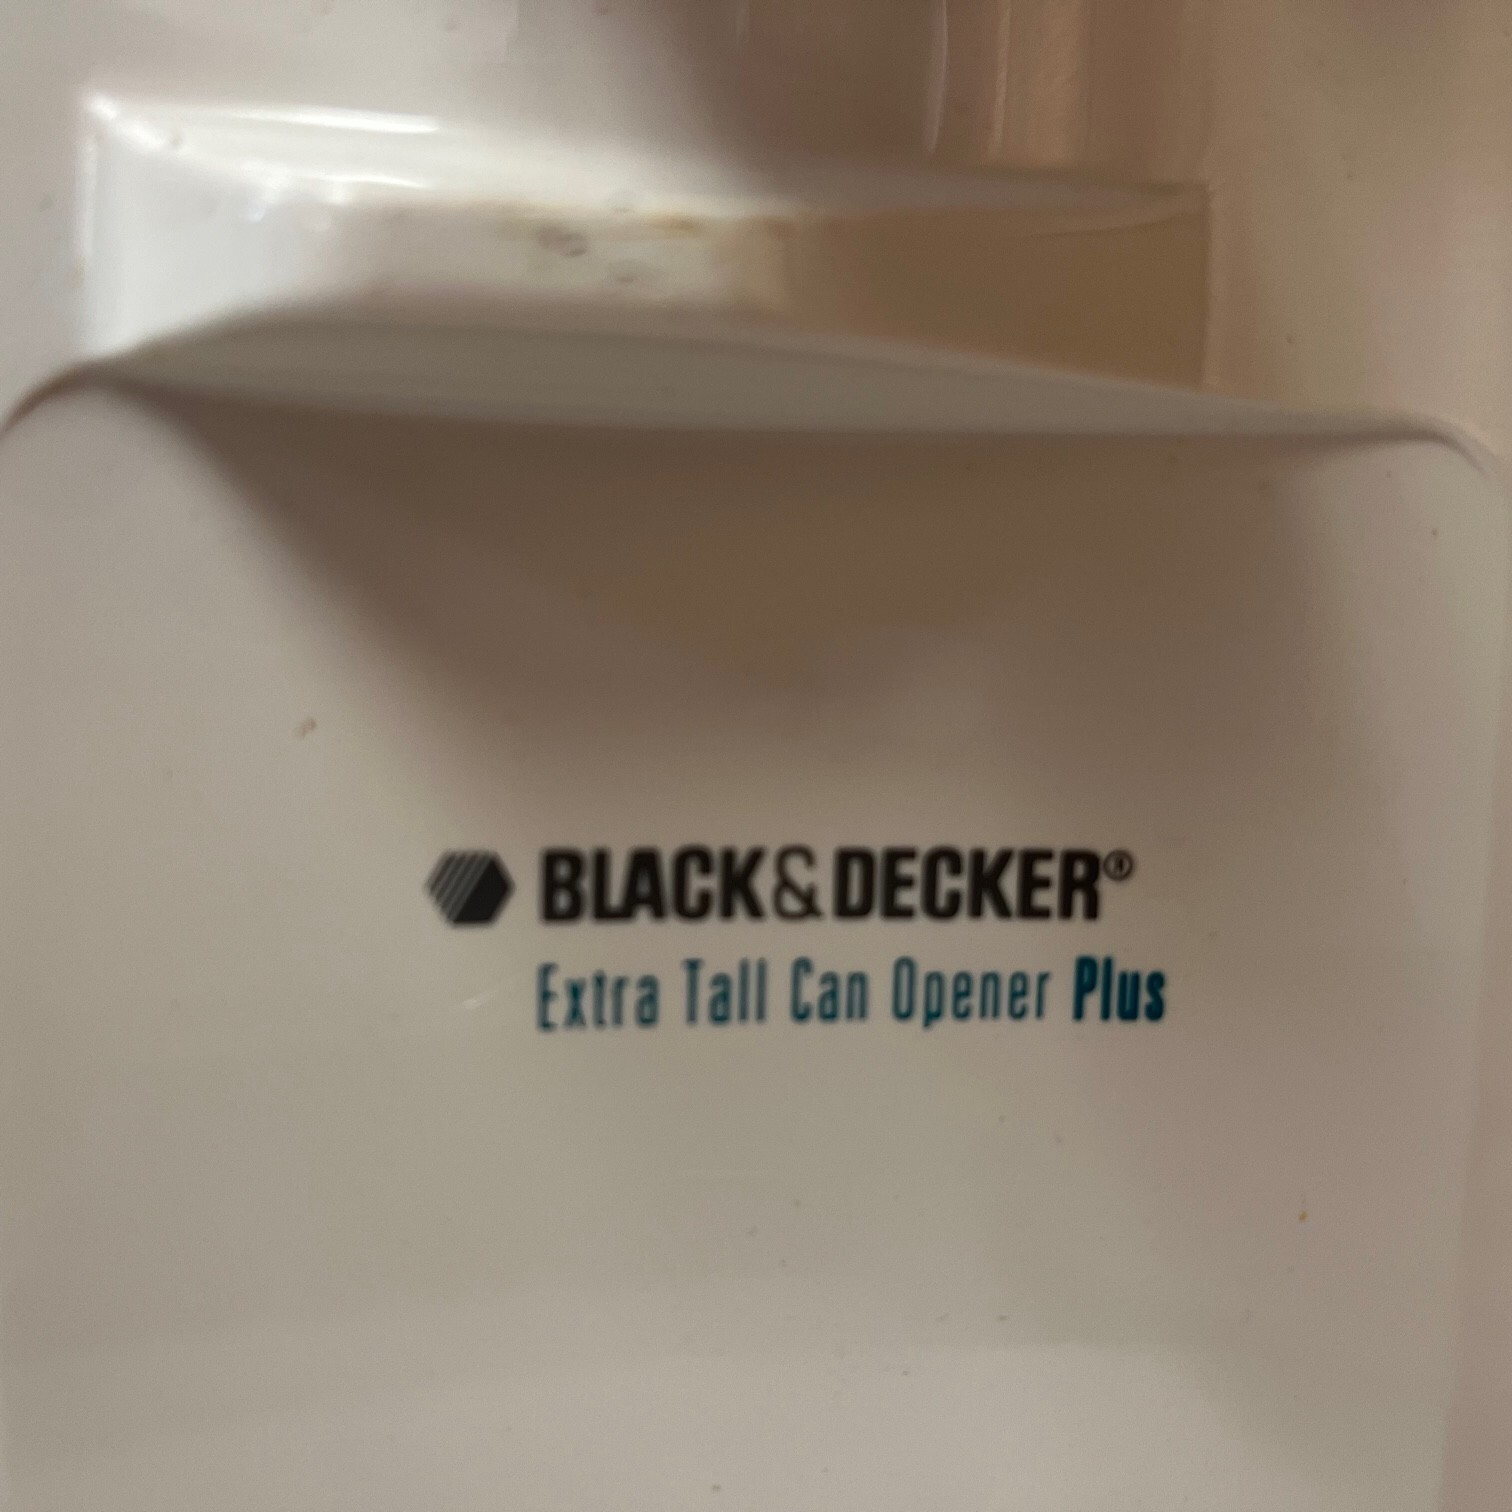 BLACK&DECKER®
Extra Tall Can Opener Plus